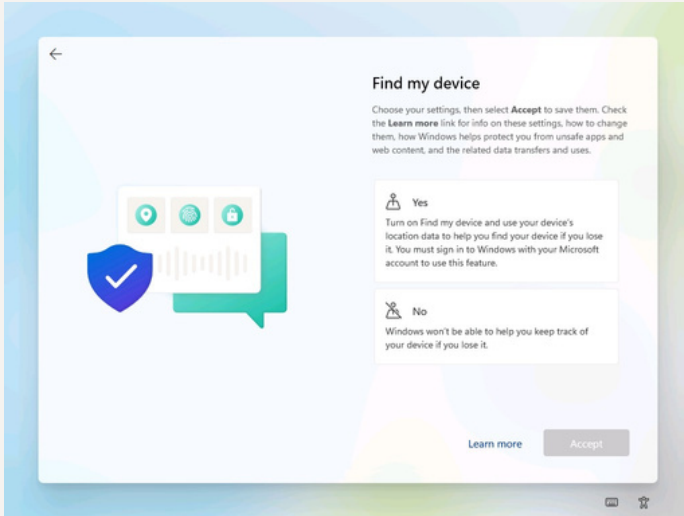 Find my device
Choose your settings, then select Accept to save them. Check
the Learn more link for info on these settings, how to change
them, how Windows helps protect you from unsafe apps and
web content, and the related data transfers and uses.
Yes
Turn on Find my device and use your device's
location data to help you find your device if you lose
it. You must sign in to Windows with your Microsoft
account to use this feature.
No
Windows won't be able to help you keep track of
your device if you lose it.
Learn more
Accept